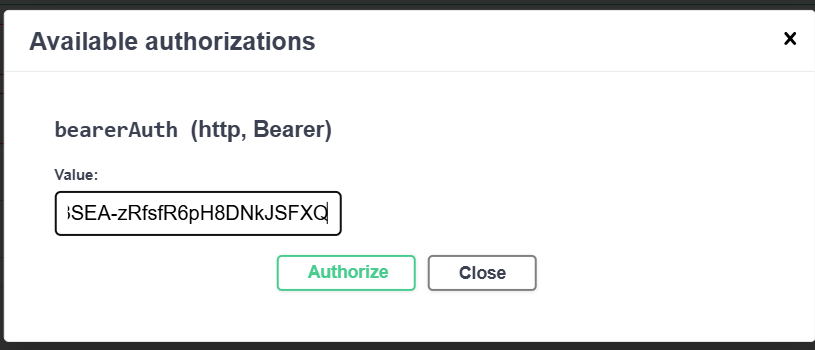 Available authorizations
bearerAuth (http, Bearer)
Value:
SEA-zRfsfR6pH8DNkJSFXQ
Authorize
Close